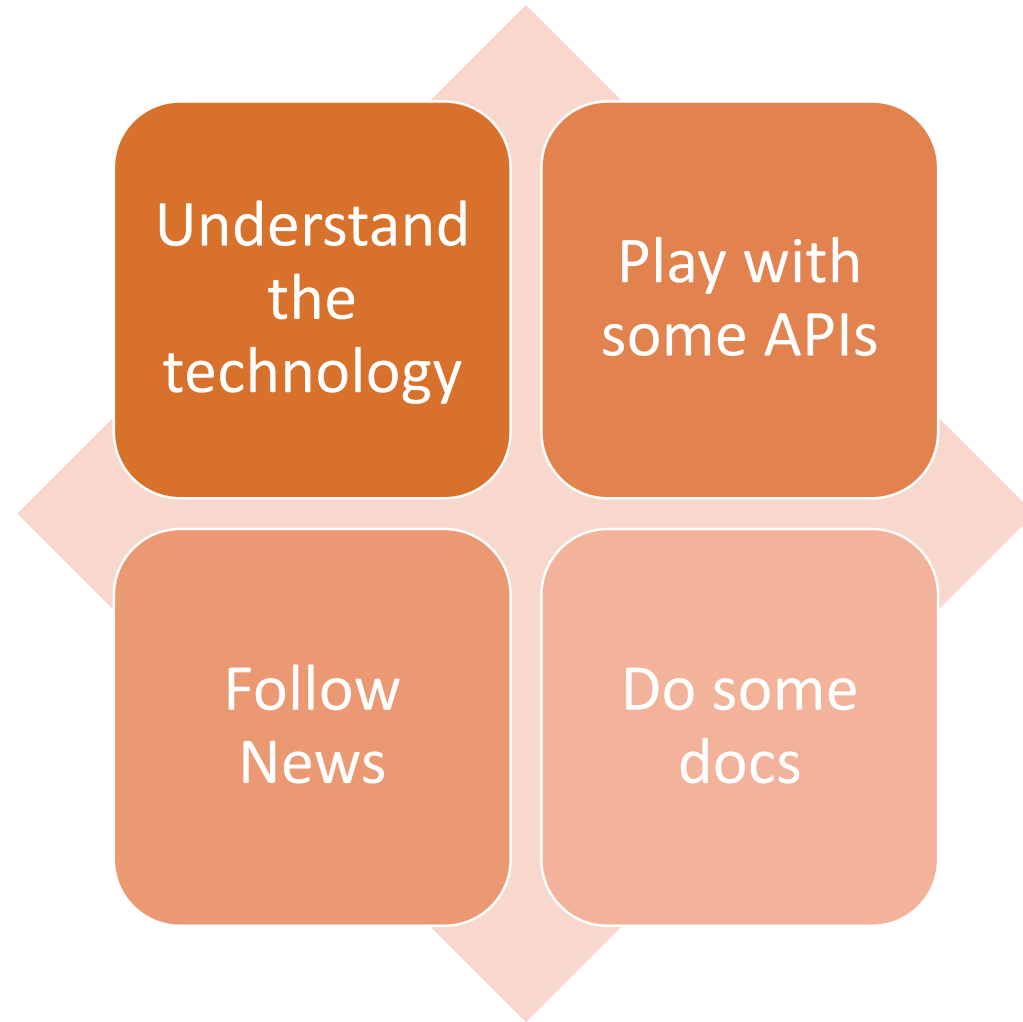 Understand
the
technology
Play with
some APIs
Follow
News
Do some
docs